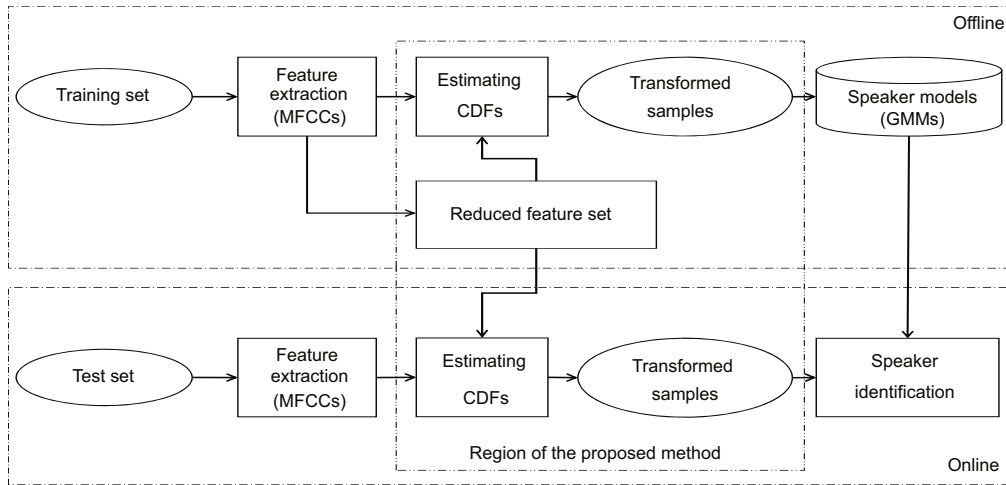 Offline
Training set
Feature
extraction
(MFCCs)
Estimating
CDFs
Transformed
samples
Speaker models
(GMMs)
Reduced feature set
Test set
Feature
extraction
(MFCCs)
Estimating
CDFs
Transformed
samples
Speaker
identification
Region of the proposed method
Online